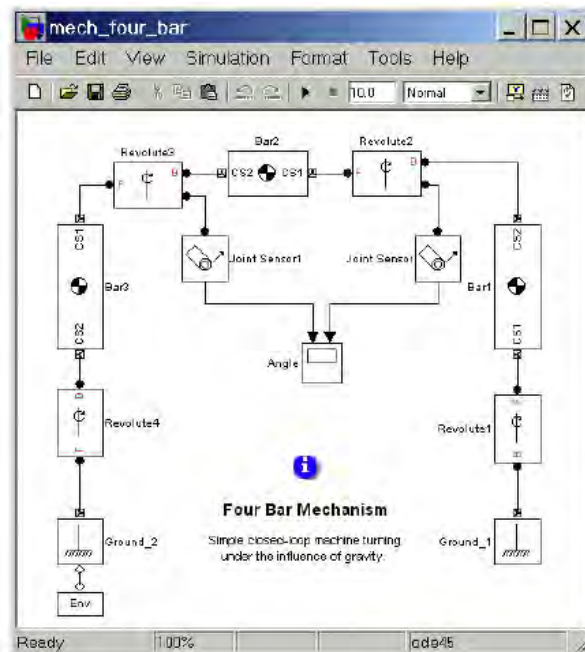 mech_four_bar
File Edit View Simulation Format Tools Help
10.0 Normal
Revolute3
Bar2
Revolute2
F B
CS2 CS1
F B
CS1
CS2
Joint Sensor1
Joint Sensor
Bar3
Bar1
CS2
CS1
Angle
B
F
Revolute4
Revolute1
F
B
Four Bar Mechanism
Ground_2
Simple closed-loop machine turning
under the influence of gravity.
Ground_1
Env
Ready 100% ode45